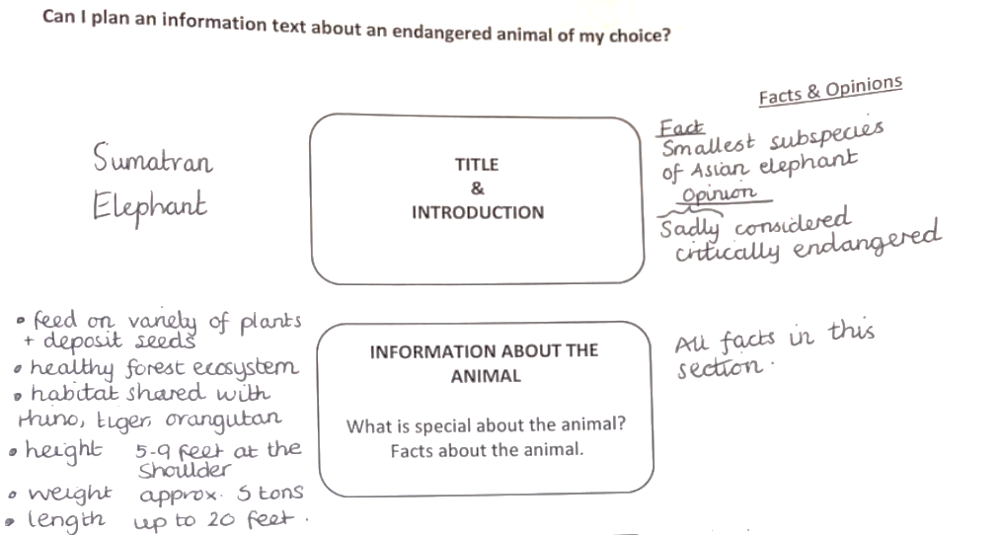 Can I plan an information text about an endangered animal of my choice?
Facts & Opinions
Sumatran
Elephant
TITLE
&
INTRODUCTION
Fact
Smallest subspecies
of Asian elephant
Opinion
Sadly considered
critically endangered
• feed on variety of plants
+ deposit seeds
• healthy forest ecosystem
• habitat shared with
rhino, tiger, orangutan
• height 5-9 feet at the
shoulder
• weight approx. 5 tons
• length up to 20 feet.
INFORMATION ABOUT THE
ANIMAL
What is special about the animal?
Facts about the animal.
All facts in this
section.